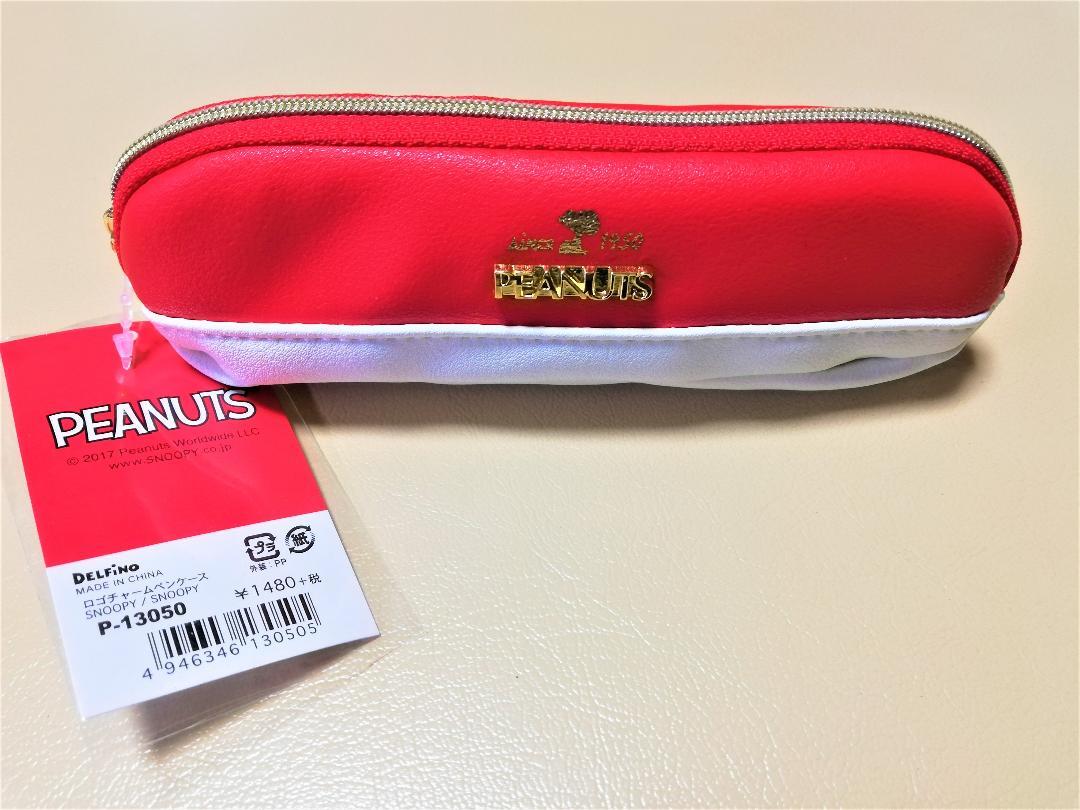 since 1950
PEANUTS
PEANUTS
© 2017 Peanuts Worldwide LLC
www.SNOOPY.co.jp
プラ 紙
外装:PP
DELFiNO
MADE IN CHINA
ロゴチャームペンケース
SNOOPY / SNOOPY
¥1480+税
P-13050
4 946346 130505